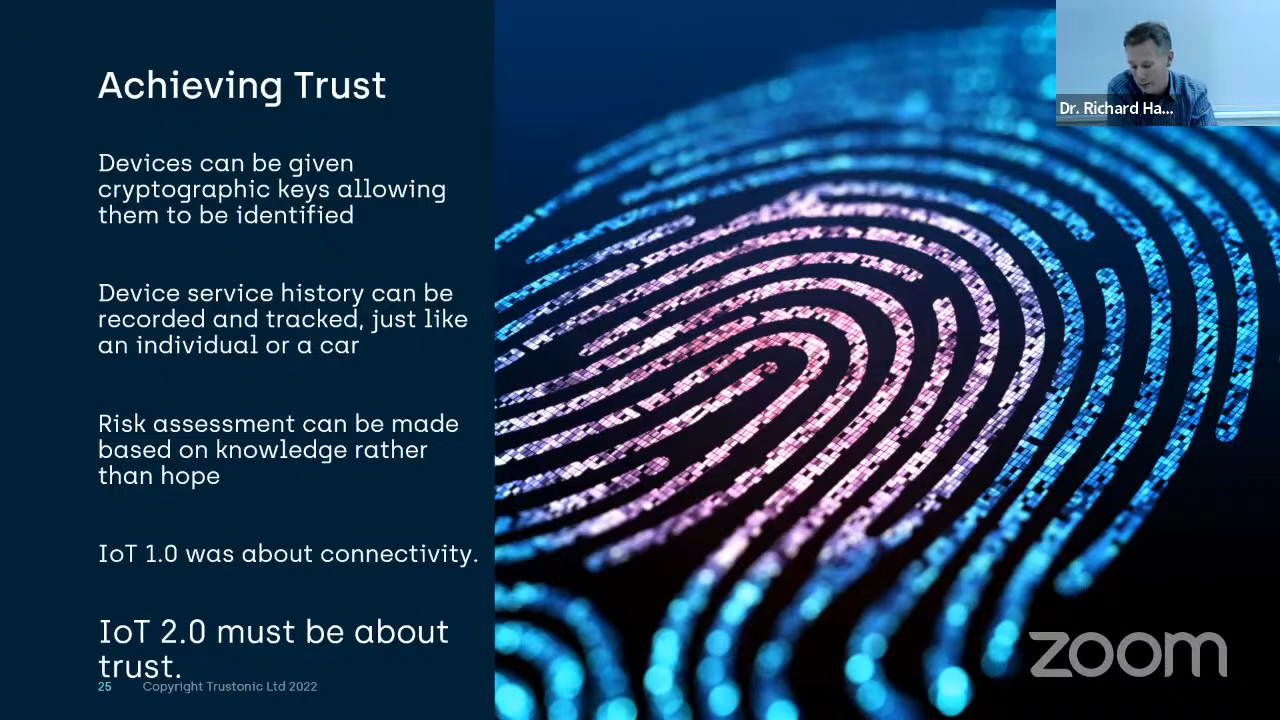 Achieving Trust
Devices can be given
cryptographic keys allowing
them to be identified
Device service history can be
recorded and tracked, just like
an individual or a car
Risk assessment can be made
based on knowledge rather
than hope
IoT 1.0 was about connectivity.
IoT 2.0 must be about
trust.
25 Copyright Trustonic Ltd 2022
Dr. Richard Ha...
zoom